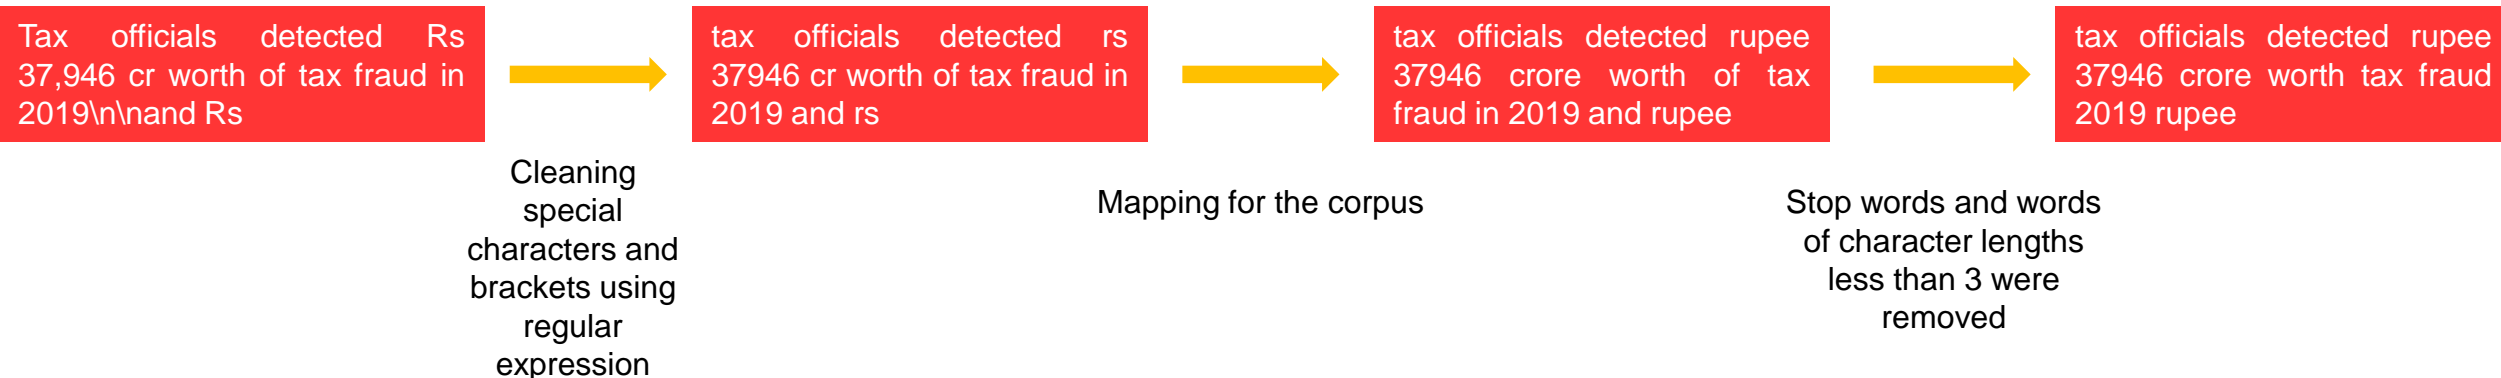 Tax officials detected Rs
37,946 cr worth of tax fraud in
2019\n\nand Rs
Cleaning
special
characters and
brackets using
regular
expression
tax officials detected rs
37946 cr worth of tax fraud in
2019 and rs
Mapping for the corpus
tax officials detected rupee
37946 crore worth of tax
fraud in 2019 and rupee
Stop words and words
of character lengths
less than 3 were
removed
tax officials detected rupee
37946 crore worth tax fraud
2019 rupee